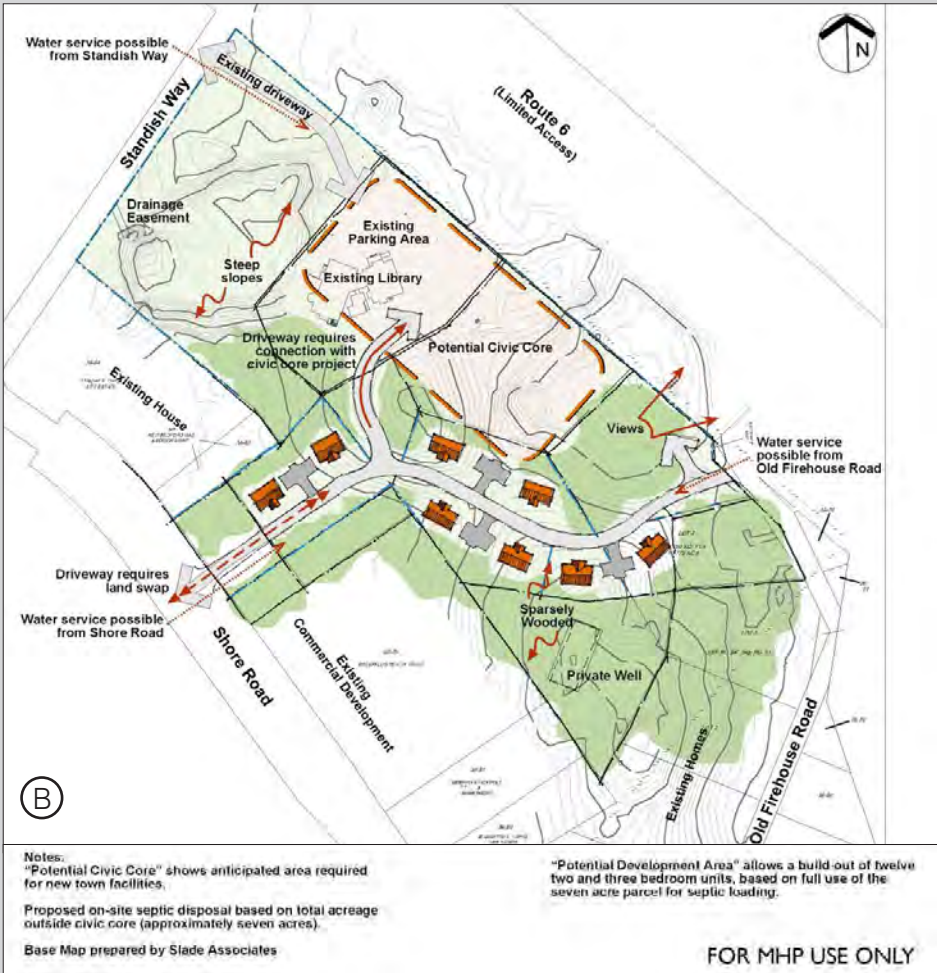 Water service possible
from Standish Way
Existing driveway
N
Standish Way
Route 6
(Limited Access)
Drainage
Easement
Existing
Parking Area
Steep
slopes
Existing Library
Driveway requires
connection with
civic core project
Potential Civic Core
Existing House
Views
Water service
possible from
Old Firehouse Road
Driveway requires
land swap
Water service possible
from Shore Road
Sparsely
Wooded
Shore Road
Existing
Commercial Development
Private Well
Existing Homes
Old Firehouse Road
B
Notes:
"Potential Civic Core" shows anticipated area required
for new town facilities.
Proposed on-site septic disposal based on total acreage
outside civic core (approximately seven acres).
Base Map prepared by Slade Associates
"Potential Development Area" allows a build-out of twelve
two and three bedroom units, based on full use of the
seven acre parcel for septic loading.
FOR MHP USE ONLY